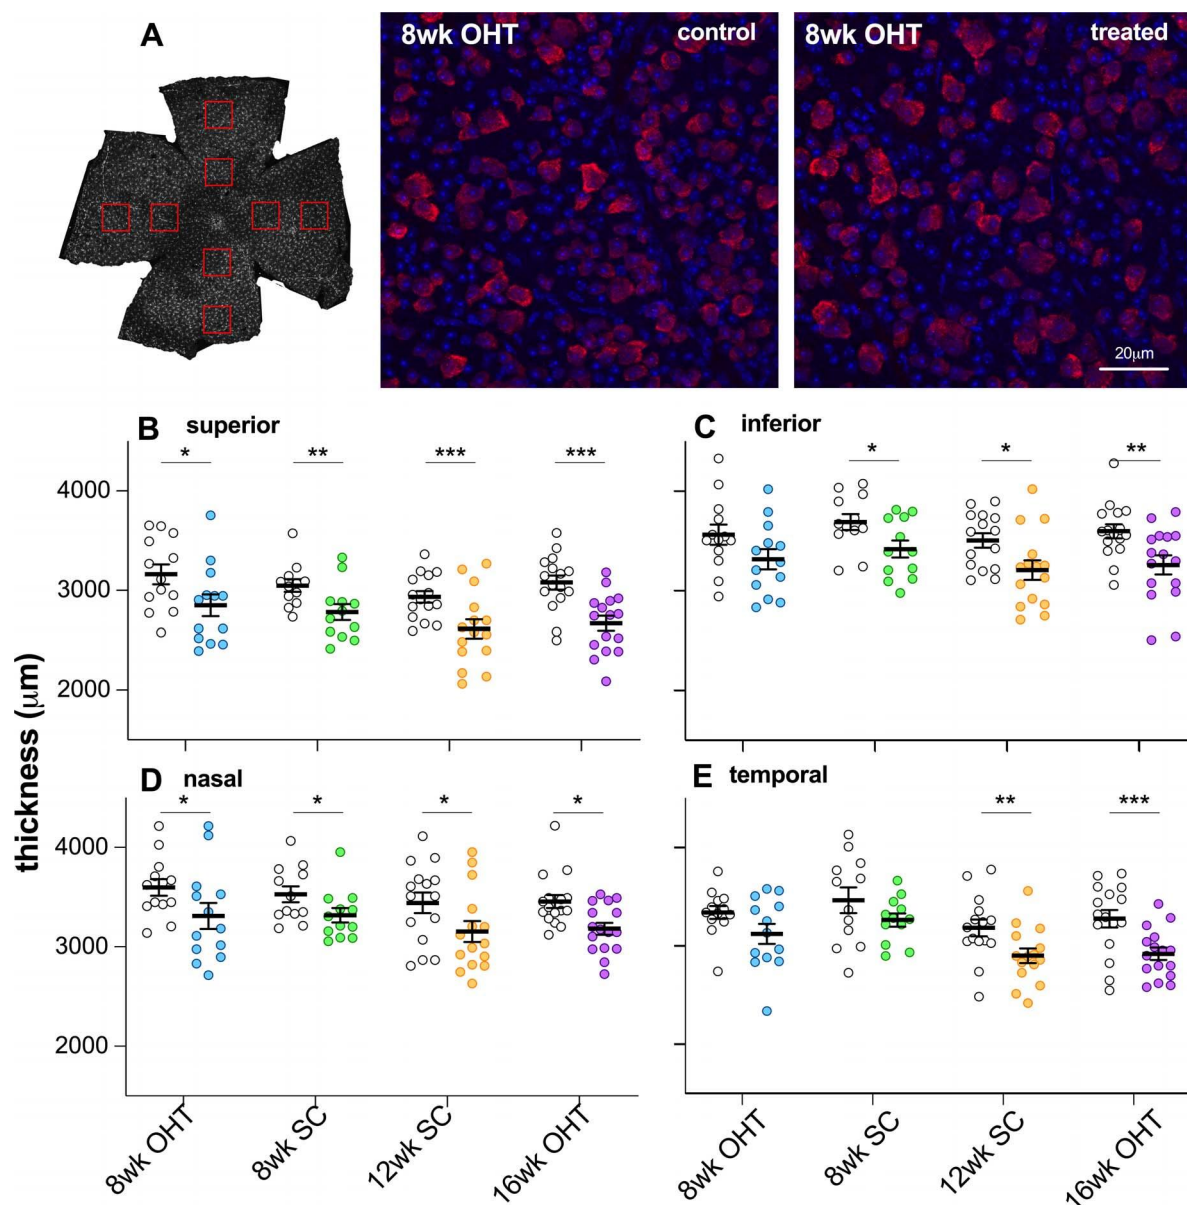 A
8wk OHT control
8wk OHT treated
20μm
B superior
C inferior
* ** *** ***
* * **
4000
3000
2000
thickness (μm)
D nasal
E temporal
* * * *
** ***
4000
3000
2000
8wk OHT 8wk SC 12wk SC 16wk OHT
8wk OHT 8wk SC 12wk SC 16wk OHT